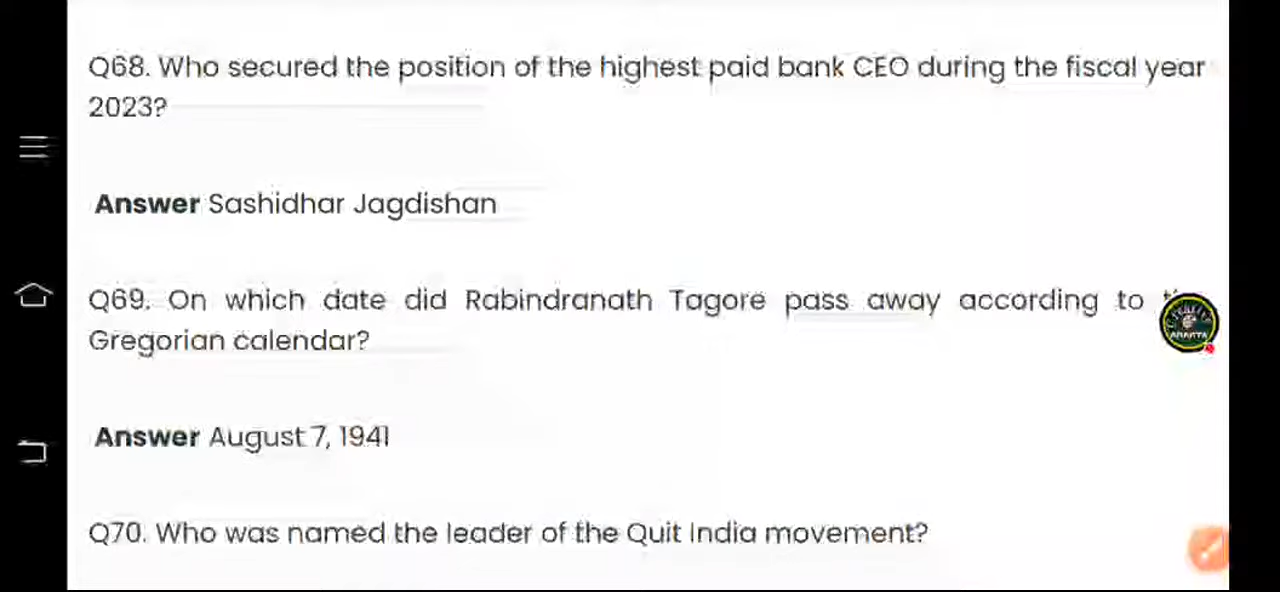 Q68. Who secured the position of the highest paid bank CEO during the fiscal year
2023?
Answer Sashidhar Jagdishan
Q69. On which date did Rabindranath Tagore pass away according to
Gregorian calendar?
Answer August 7, 1941
Q70. Who was named the leader of the Quit India movement?